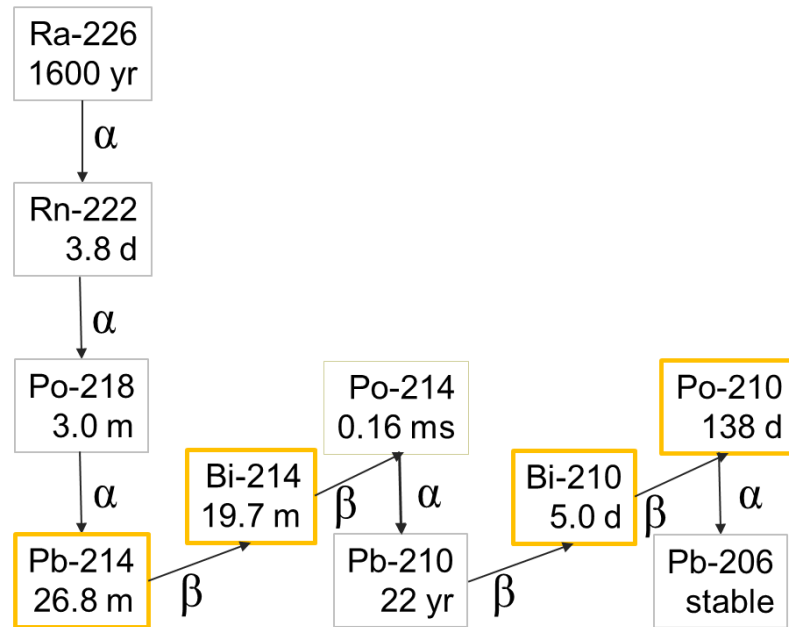 Ra-226
1600 yr
α
Rn-222
3.8 d
α
Po-218
3.0 m
Po-214
0.16 ms
Po-210
138 d
α
Bi-214
19.7 m
β
α
Bi-210
5.0 d
β
α
Pb-214
26.8 m
β
Pb-210
22 yr
β
Pb-206
stable